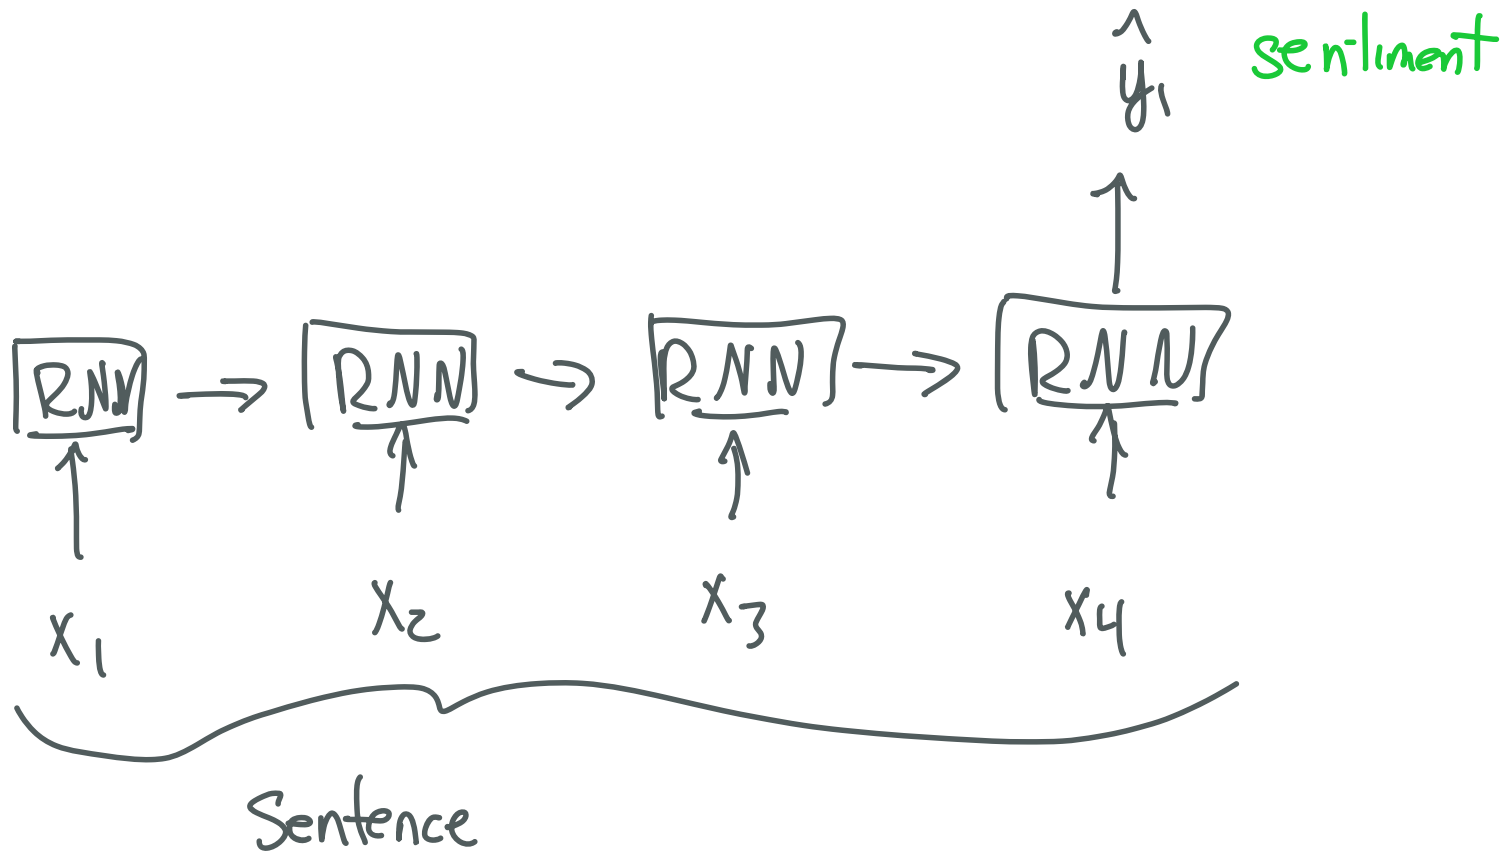 ŷ₁ sentiment
RNN → RNN → RNN → RNN
x₁ x₂ x₃ x₄
Sentence